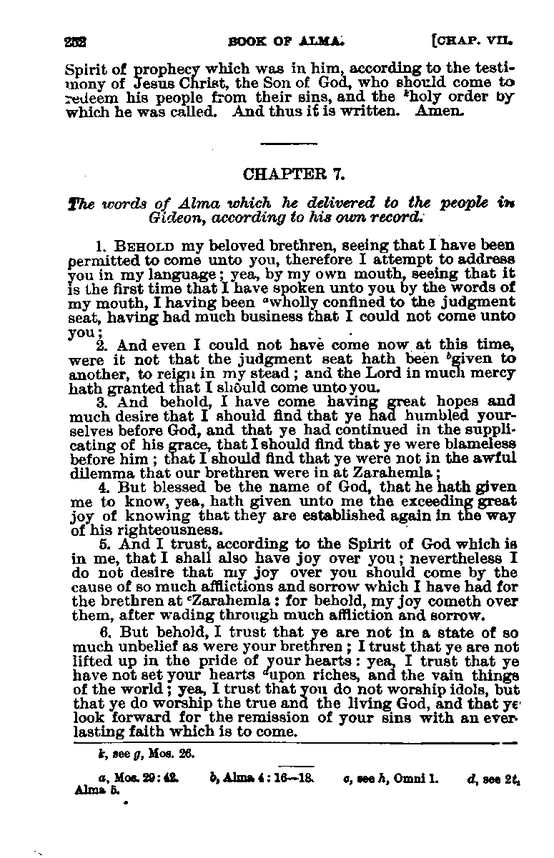 252 BOOK OF ALMA. [CHAP. VII.
Spirit of prophecy which was in him, according to the testi-
mony of Jesus Christ, the Son of God, who should come to
redeem his people from their sins, and the kholy order by
which he was called. And thus it is written. Amen.
CHAPTER 7.
The words of Alma which he delivered to the people in
Gideon, according to his own record.
1. BEHOLD my beloved brethren, seeing that I have been
permitted to come unto you, therefore I attempt to address
you in my language; yea, by my own mouth, seeing that it
is the first time that I have spoken unto you by the words of
my mouth, I having been awholly confined to the judgment
seat, having had much business that I could not come unto
you;
2. And even I could not have come now at this time,
were it not that the judgment seat hath been bgiven to
another, to reign in my stead; and the Lord in much mercy
hath granted that I should come unto you.
3. And behold, I have come having great hopes and
much desire that I should find that ye had humbled your-
selves before God, and that ye had continued in the suppli-
cating of his grace, that I should find that ye were blameless
before him; that I should find that ye were not in the awful
dilemma that our brethren were in at Zarahemla;
4. But blessed be the name of God, that he hath given
me to know, yea, hath given unto me the exceeding great
joy of knowing that they are established again in the way
of his righteousness.
5. And I trust, according to the Spirit of God which is
in me, that I shall also have joy over you; nevertheless I
do not desire that my joy over you should come by the
cause of so much afflictions and sorrow which I have had for
the brethren at cZarahemla: for behold, my joy cometh over
them, after wading through much affliction and sorrow.
6. But behold, I trust that ye are not in a state of so
much unbelief as were your brethren; I trust that ye are not
lifted up in the pride of your hearts: yea, I trust that ye
have not set your hearts dupon riches, and the vain things
of the world; yea, I trust that you do not worship idols, but
that ye do worship the true and the living God, and that ye
look forward for the remission of your sins with an ever-
lasting faith which is to come.
k, see g, Mos. 26.
a, Mos. 29: 42. b, Alma 4: 16—18. c, see h, Omni 1. d, see 2t,
Alma 5.